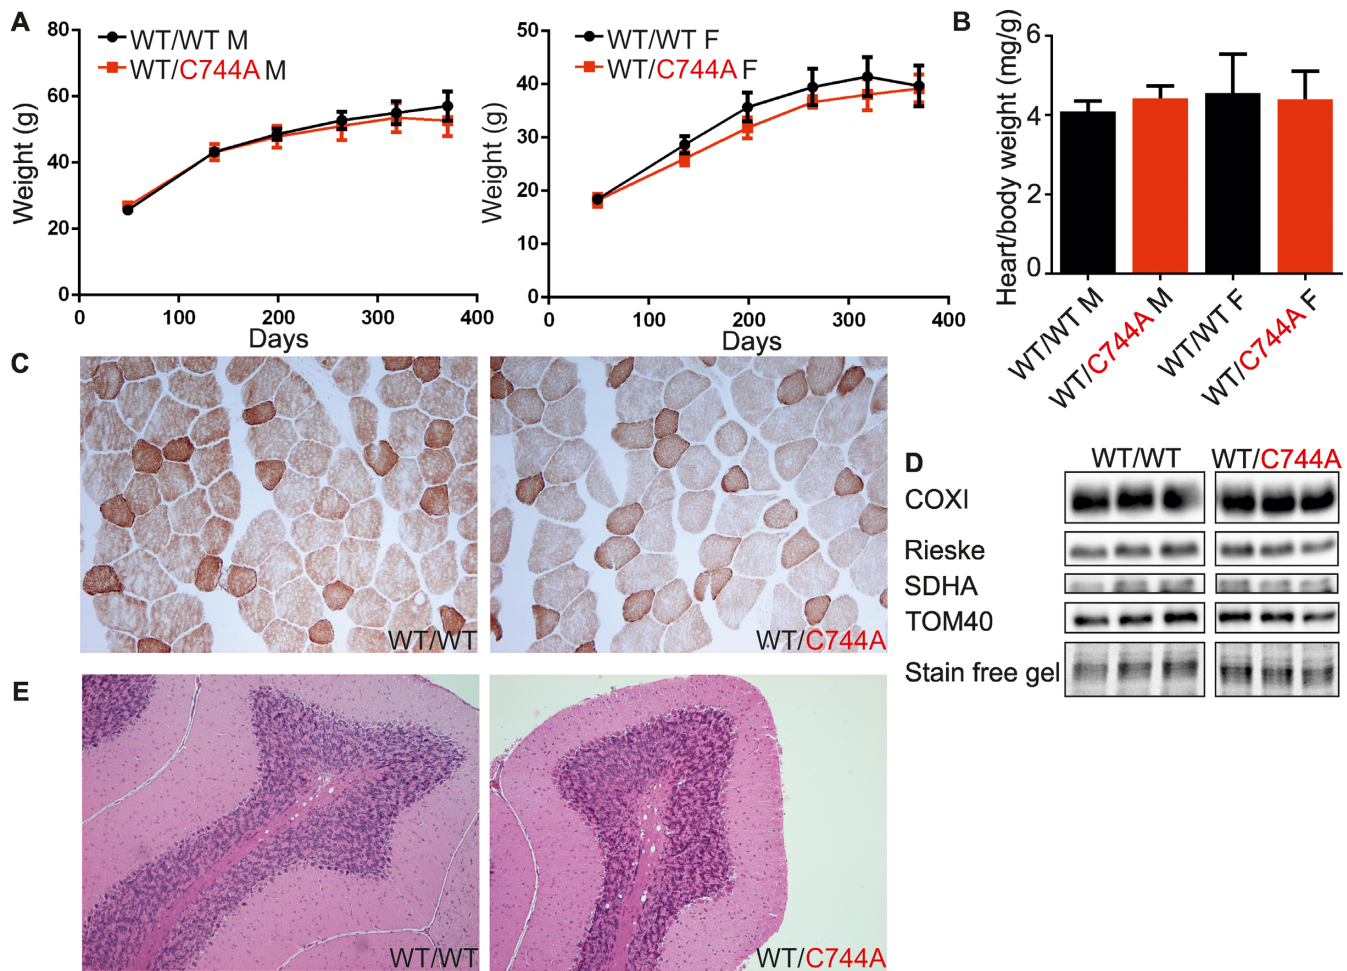 A
WT/WT M
WT/C744A M
Weight (g)
80
60
40
20
0
0 100 200 300 400
Days
WT/WT F
WT/C744A F
Weight (g)
50
40
30
20
10
0
0 100 200 300 400
Days
B
Heart/body weight (mg/g)
6
4
2
0
WT/WT M
WT/C744A M
WT/WT F
WT/C744A F
C
WT/WT
WT/C744A
D
WT/WT WT/C744A
COXI
Rieske
SDHA
TOM40
Stain free gel
E
WT/WT
WT/C744A